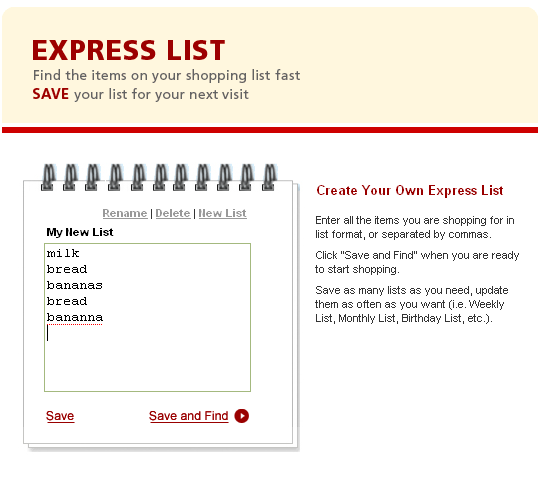 EXPRESS LIST
Find the items on your shopping list fast
SAVE your list for your next visit
Rename | Delete | New List
My New List
milk
bread
bananas
bread
bananna
Save
Save and Find
Create Your Own Express List
Enter all the items you are shopping for in
list format, or separated by commas.
Click "Save and Find" when you are ready
to start shopping.
Save as many lists as you need, update
them as often as you want (i.e. Weekly
List, Monthly List, Birthday List, etc.).